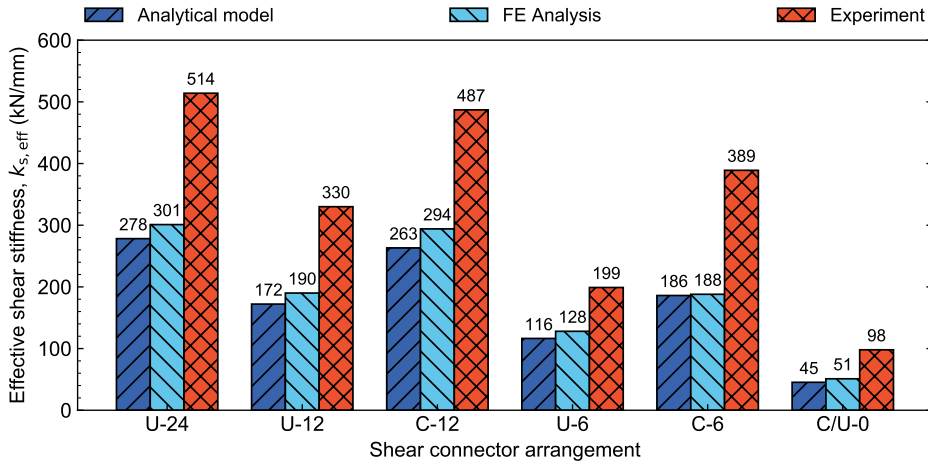 Analytical model FE Analysis Experiment
Effective shear stiffness, k_s, eff (kN/mm)
600
500
400
300
200
100
0
278 301 514
172 190 330
263 294 487
116 128 199
186 188 389
45 51 98
U-24 U-12 C-12 U-6 C-6 C/U-0
Shear connector arrangement